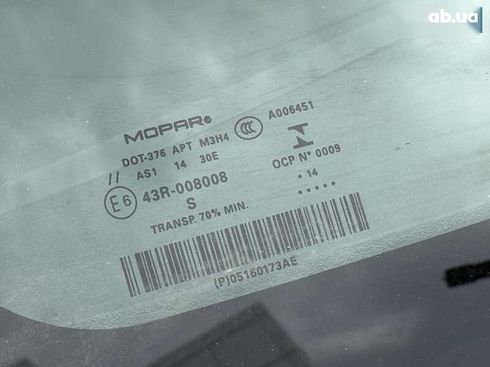 ab.ua
MOPAR®
DOT-376 APT M3H4 CCC A006451
// AS1 14 30E
E6 43R-008008 OCP N° 0009
S . 14
TRANSP. 70% MIN. .....
(P)05160173AE